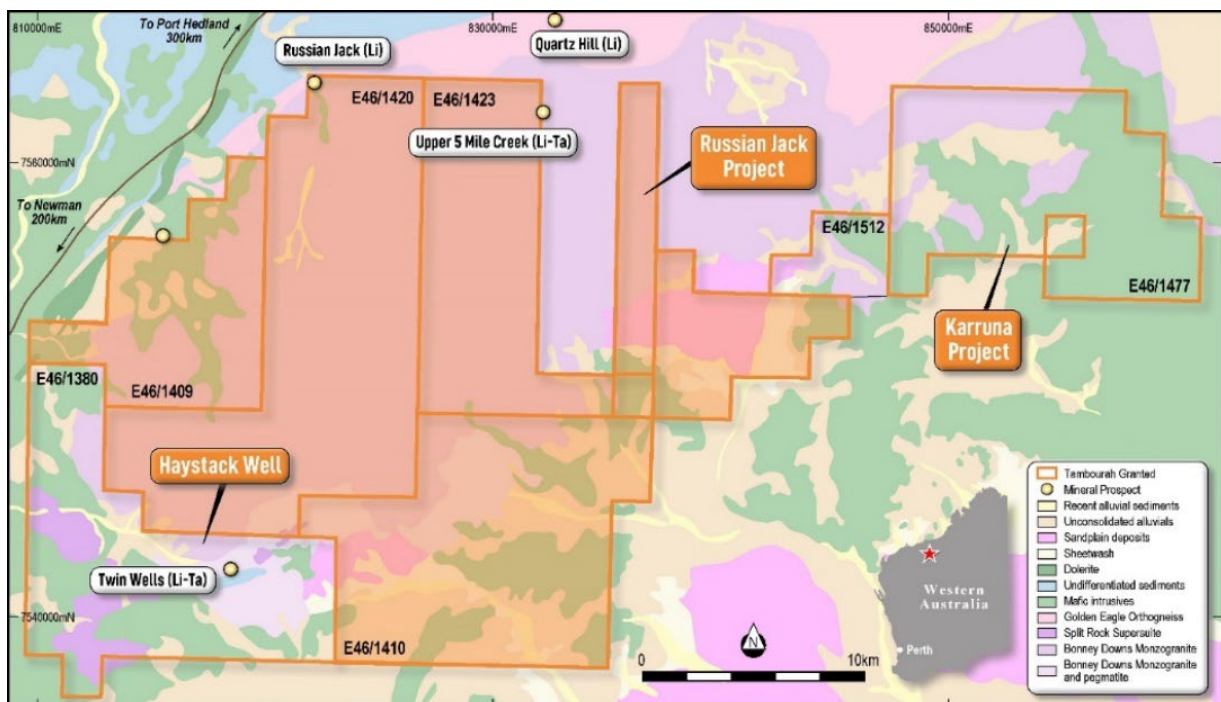 810000mE
To Port Hedland
300km
830000mE
850000mE
Russian Jack (Li)
Quartz Hill (Li)
E46/1420
E46/1423
Upper 5 Mile Creek (Li-Ta)
Russian Jack
Project
7560000mN
To Newman
200km
E46/1512
E46/1477
Karruna
Project
E46/1380
E46/1409
Haystack Well
Twin Wells (Li-Ta)
7540000mN
E46/1410
N
0
10km
Western
Australia
Perth
Tambourah Granted
Mineral Prospect
Recent alluvial sediments
Unconsolidated alluvials
Sandplain deposits
Sheetwash
Dolerite
Undifferentiated sediments
Mafic intrusives
Golden Eagle Orthogneiss
Split Rock Supersuite
Bonney Downs Monzogranite
Bonney Downs Monzogranite
and pegmatite